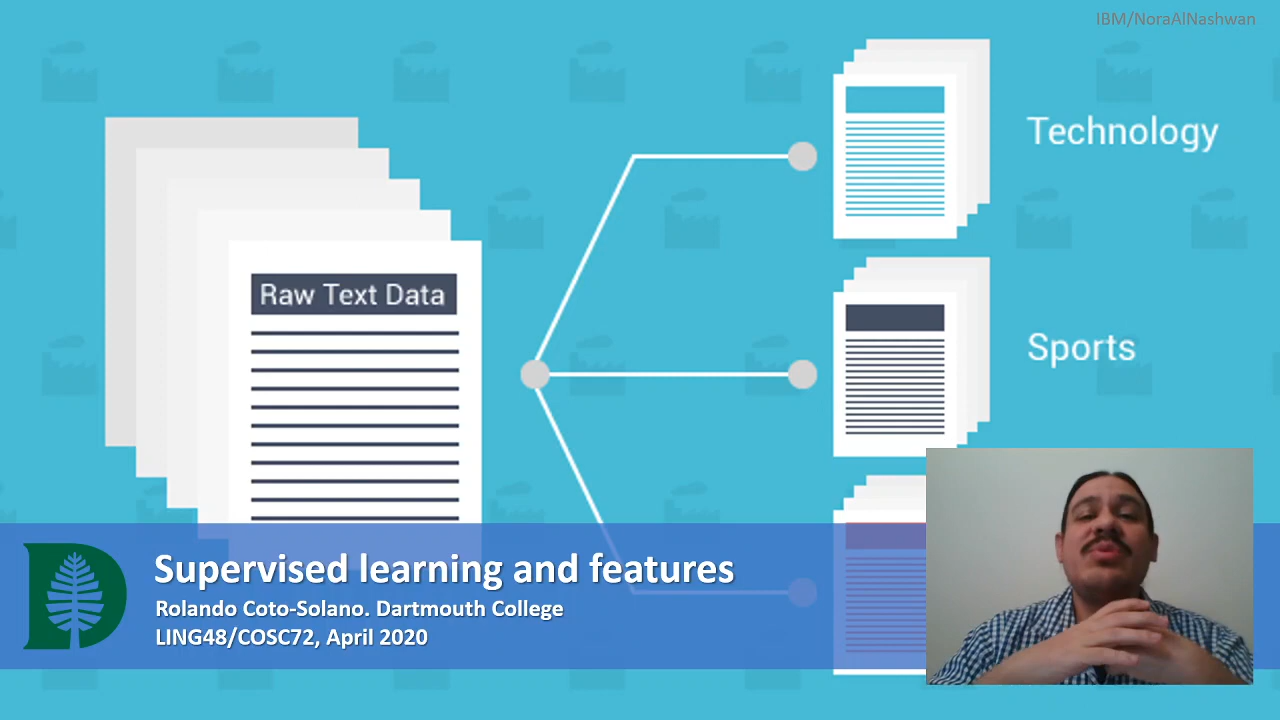 IBM/NoraAlNashwan
Technology
Raw Text Data
Sports
Supervised learning and features
Rolando Coto-Solano. Dartmouth College
LING48/COSC72, April 2020